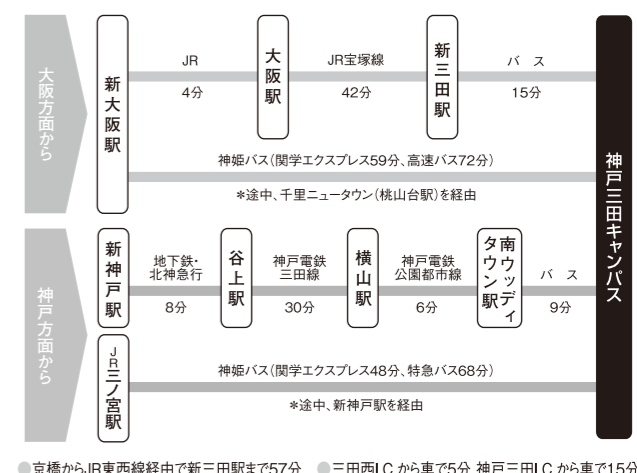 大阪方面から
新大阪駅
JR
4分
大阪駅
JR宝塚線
42分
新三田駅
バス
15分
神姫バス(関学エクスプレス59分、高速バス72分)
*途中、千里ニュータウン(桃山台駅)を経由
神戸三田キャンパス
神戸方面から
新神戸駅
地下鉄・
北神急行
8分
谷上駅
神戸電鉄
三田線
30分
横山駅
神戸電鉄
公園都市線
6分
南ウッディ
タウン駅
バス
9分
JR三ノ宮駅
神姫バス(関学エクスプレス48分、特急バス68分)
*途中、新神戸駅を経由
●京橋からJR東西線経由で新三田駅まで57分 ●三田西I.C.から車で5分、神戸三田I.C.から車で15分